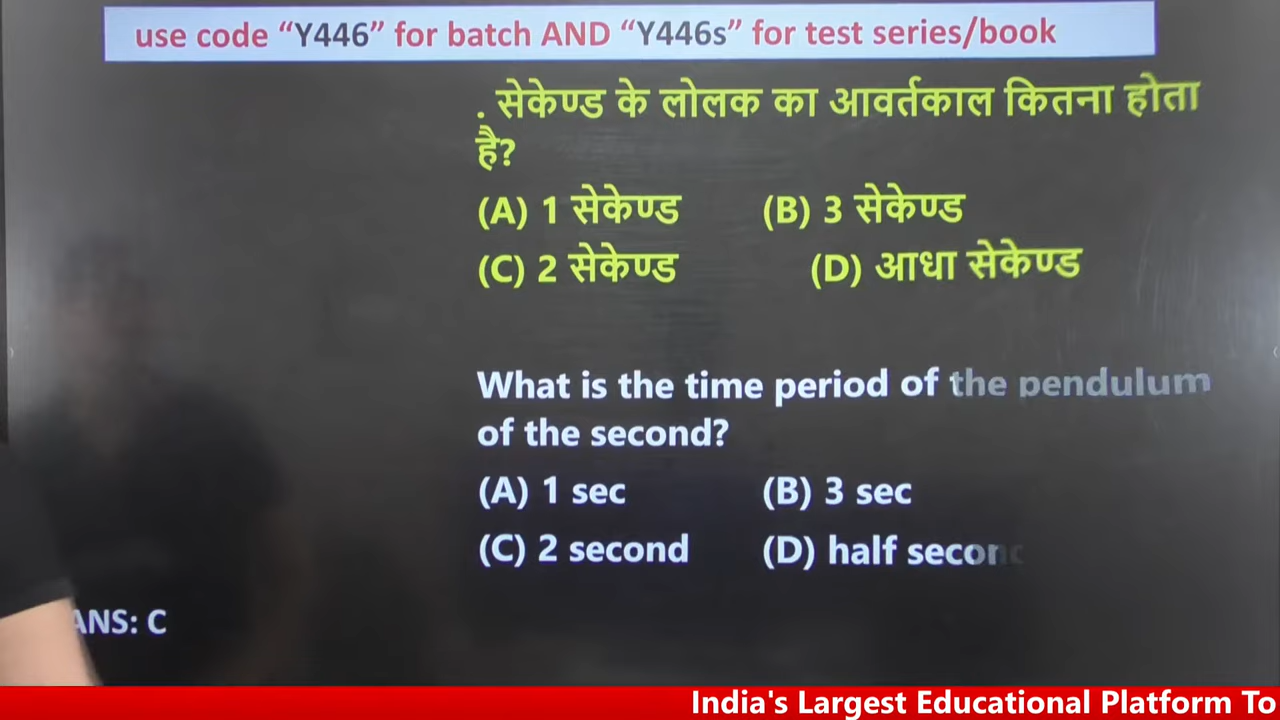 use code “Y446” for batch AND “Y446s” for test series/book
. सेकेण्ड के लोलक का आवर्तकाल कितना होता
है?
(A) 1 सेकेण्ड (B) 3 सेकेण्ड
(C) 2 सेकेण्ड (D) आधा सेकेण्ड
What is the time period of the pendulum
of the second?
(A) 1 sec (B) 3 sec
(C) 2 second (D) half second
ANS: C
India's Largest Educational Platform To